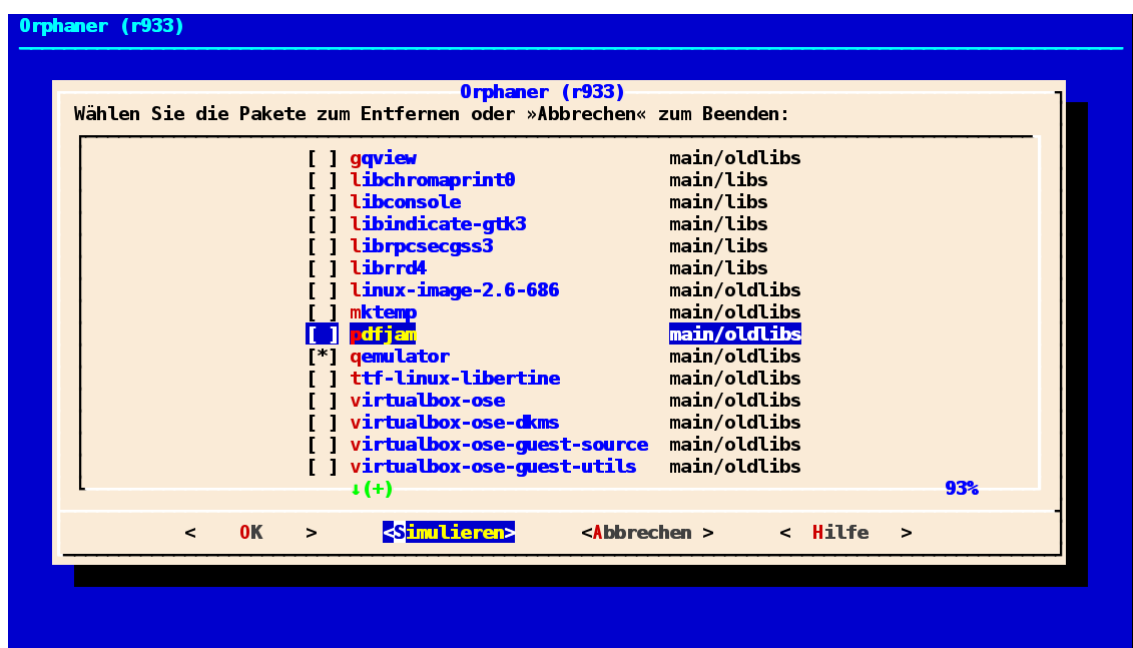 Orphaner (r933)
Orphaner (r933)
Wählen Sie die Pakete zum Entfernen oder »Abbrechen« zum Beenden:
[ ] gqview main/oldlibs
[ ] libchromaprint0 main/libs
[ ] libconsole main/libs
[ ] libindicate-gtk3 main/libs
[ ] librpcsecgss3 main/libs
[ ] librrd4 main/libs
[ ] linux-image-2.6-686 main/oldlibs
[ ] mktemp main/oldlibs
[ ] pdfjam main/oldlibs
[*] qemulator main/oldlibs
[ ] ttf-linux-libertine main/oldlibs
[ ] virtualbox-ose main/oldlibs
[ ] virtualbox-ose-dkms main/oldlibs
[ ] virtualbox-ose-guest-source main/oldlibs
[ ] virtualbox-ose-guest-utils main/oldlibs
↓(+) 93%
< OK > <Simulieren> <Abbrechen > < Hilfe >